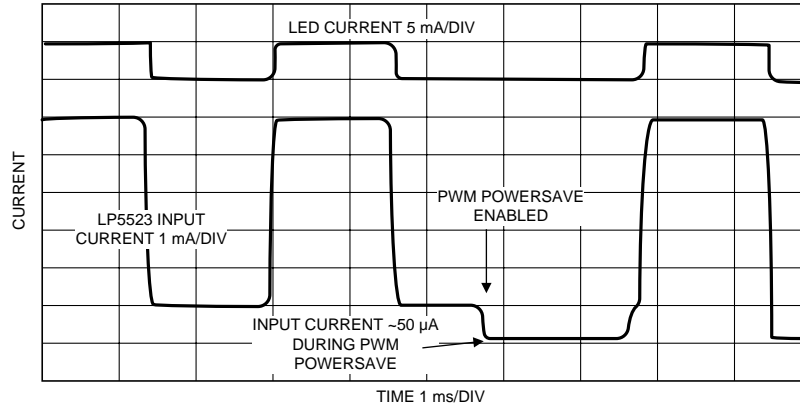 LED CURRENT 5 mA/DIV
CURRENT
LP5523 INPUT
CURRENT 1 mA/DIV
PWM POWERSAVE
ENABLED
INPUT CURRENT ~50 µA
DURING PWM
POWERSAVE
TIME 1 ms/DIV